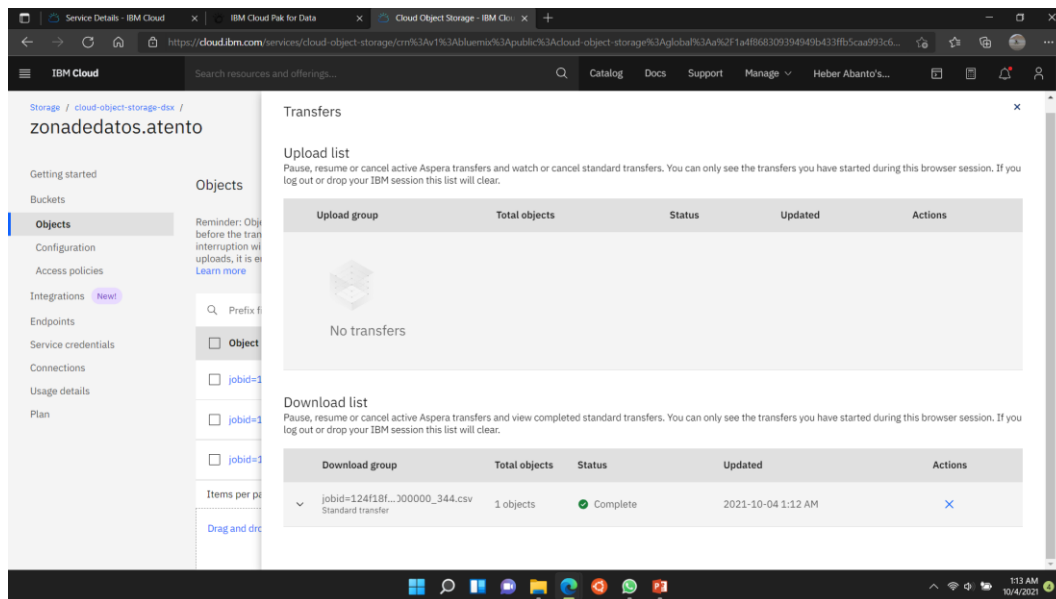 Service Details - IBM Cloud
IBM Cloud Pak for Data
Cloud Object Storage - IBM Clou
https://cloud.ibm.com/services/cloud-object-storage/crn%3Av1%3Abluemix%3Apublic%3Acloud-object-storage%3Aglobal%3Aa%2F1a4f868309394949b433ffb5caa993c6...
IBM Cloud
Search resources and offerings...
Catalog
Docs
Support
Manage
Heber Abanto's...
Storage / cloud-object-storage-dsx /
zonadedatos.atento
Getting started
Buckets
Objects
Configuration
Access policies
Integrations New!
Endpoints
Service credentials
Connections
Usage details
Plan
Objects
Reminder: Obje
before the tran
interruption wi
uploads, it is e
Learn more
Prefix f
Object
jobid=1
jobid=1
jobid=1
Items per pa
Drag and dro
Transfers
Upload list
Pause, resume or cancel active Aspera transfers and watch or cancel standard transfers. You can only see the transfers you have started during this browser session. If you
log out or drop your IBM session this list will clear.
Upload group Total objects Status Updated Actions
No transfers
Download list
Pause, resume or cancel active Aspera transfers and view completed standard transfers. You can only see the transfers you have started during this browser session. If you
log out or drop your IBM session this list will clear.
Download group Total objects Status Updated Actions
jobid=124f18f...000000_344.csv 1 objects Complete 2021-10-04 1:12 AM
Standard transfer
1:13 AM
10/4/2021
4